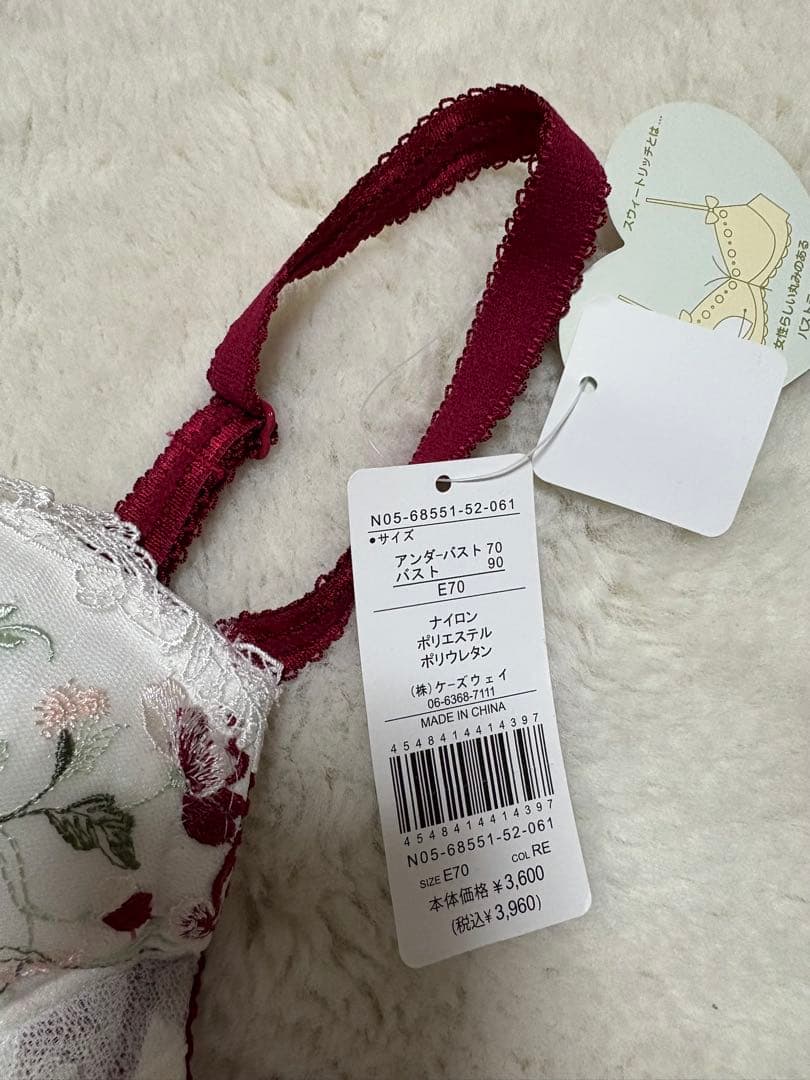 スウィートリッチとは…
女性らしい丸みのある
バスト
N05-68551-52-061
●サイズ
アンダーバスト 70
バスト 90
E70
ナイロン
ポリエステル
ポリウレタン
(株)ケーズウェイ
06-6368-7111
MADE IN CHINA
4548414414397
4548414414397
N05-68551-52-061
SIZE E70 COL RE
本体価格 ¥3,600
(税込¥3,960)